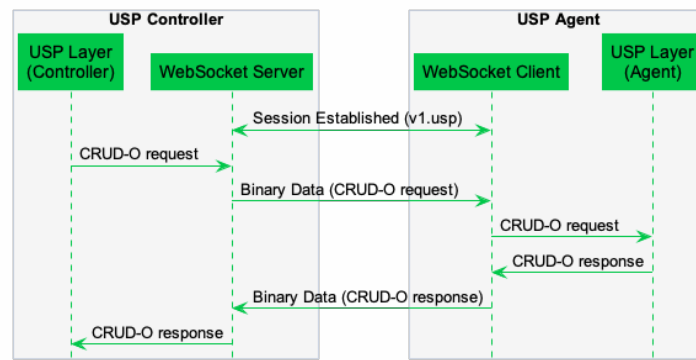 USP Controller
USP Agent
USP Layer
(Controller)
WebSocket Server
WebSocket Client
USP Layer
(Agent)
Session Established (v1.usp)
CRUD-O request
Binary Data (CRUD-O request)
CRUD-O request
CRUD-O response
Binary Data (CRUD-O response)
CRUD-O response